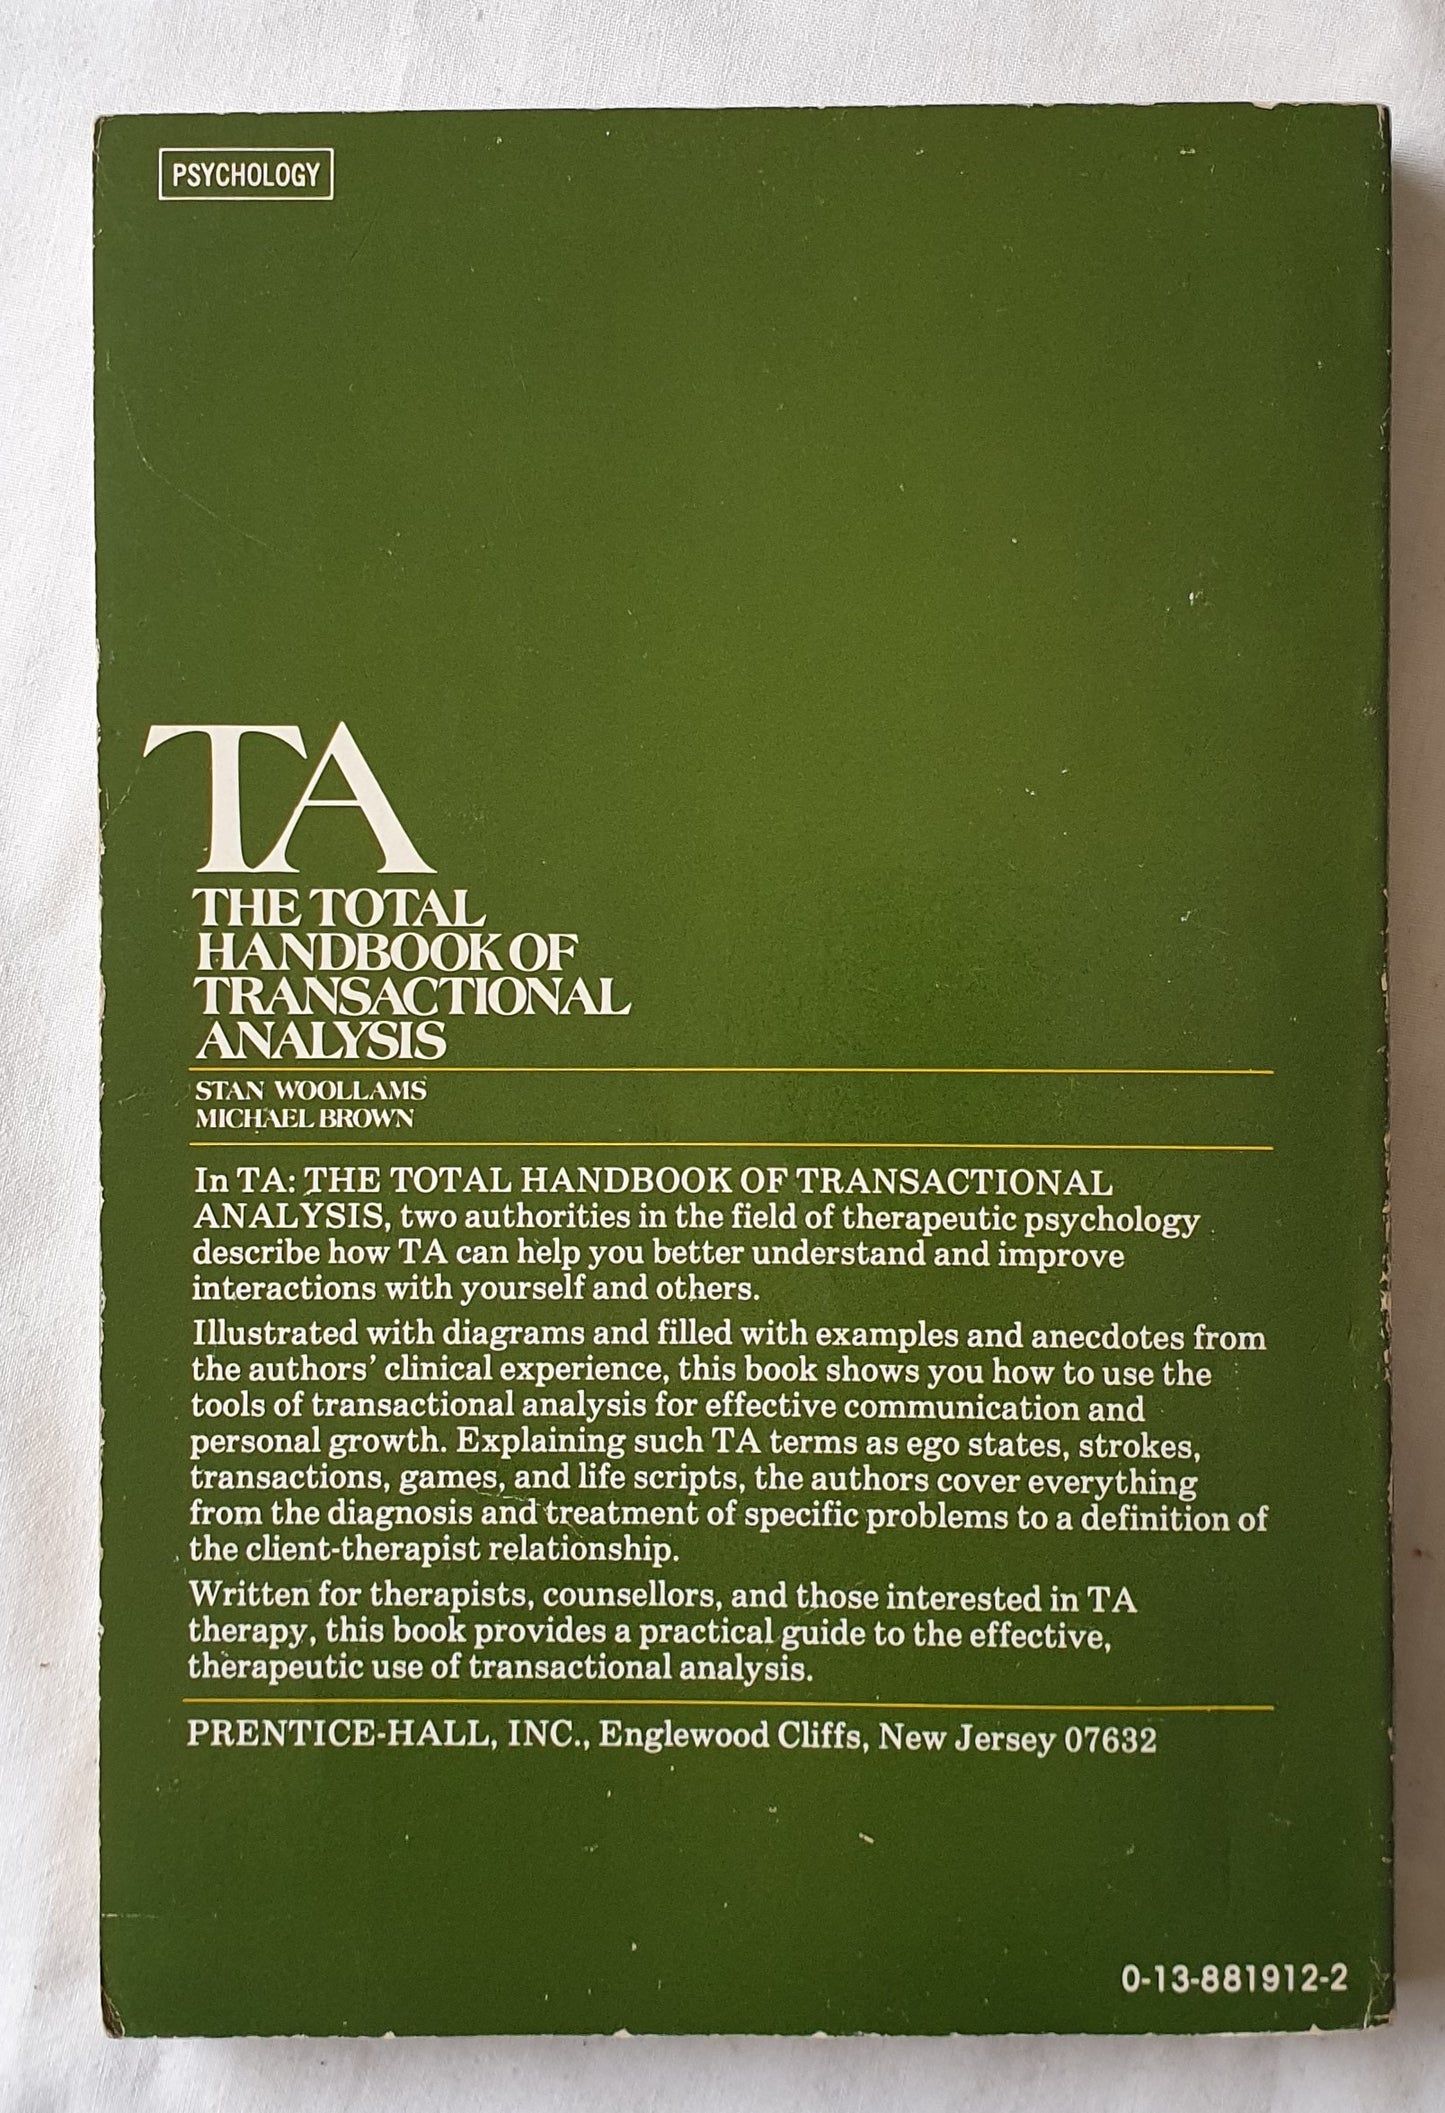 PSYCHOLOGY
TA
THE TOTAL
HANDBOOK OF
TRANSACTIONAL
ANALYSIS
STAN WOOLLAMS
MICHAEL BROWN
In TA: THE TOTAL HANDBOOK OF TRANSACTIONAL
ANALYSIS, two authorities in the field of therapeutic psychology
describe how TA can help you better understand and improve
interactions with yourself and others.
Illustrated with diagrams and filled with examples and anecdotes from
the authors' clinical experience, this book shows you how to use the
tools of transactional analysis for effective communication and
personal growth. Explaining such TA terms as ego states, strokes,
transactions, games, and life scripts, the authors cover everything
from the diagnosis and treatment of specific problems to a definition of
the client-therapist relationship.
Written for therapists, counsellors, and those interested in TA
therapy, this book provides a practical guide to the effective,
therapeutic use of transactional analysis.
PRENTICE-HALL, INC., Englewood Cliffs, New Jersey 07632
0-13-881912-2